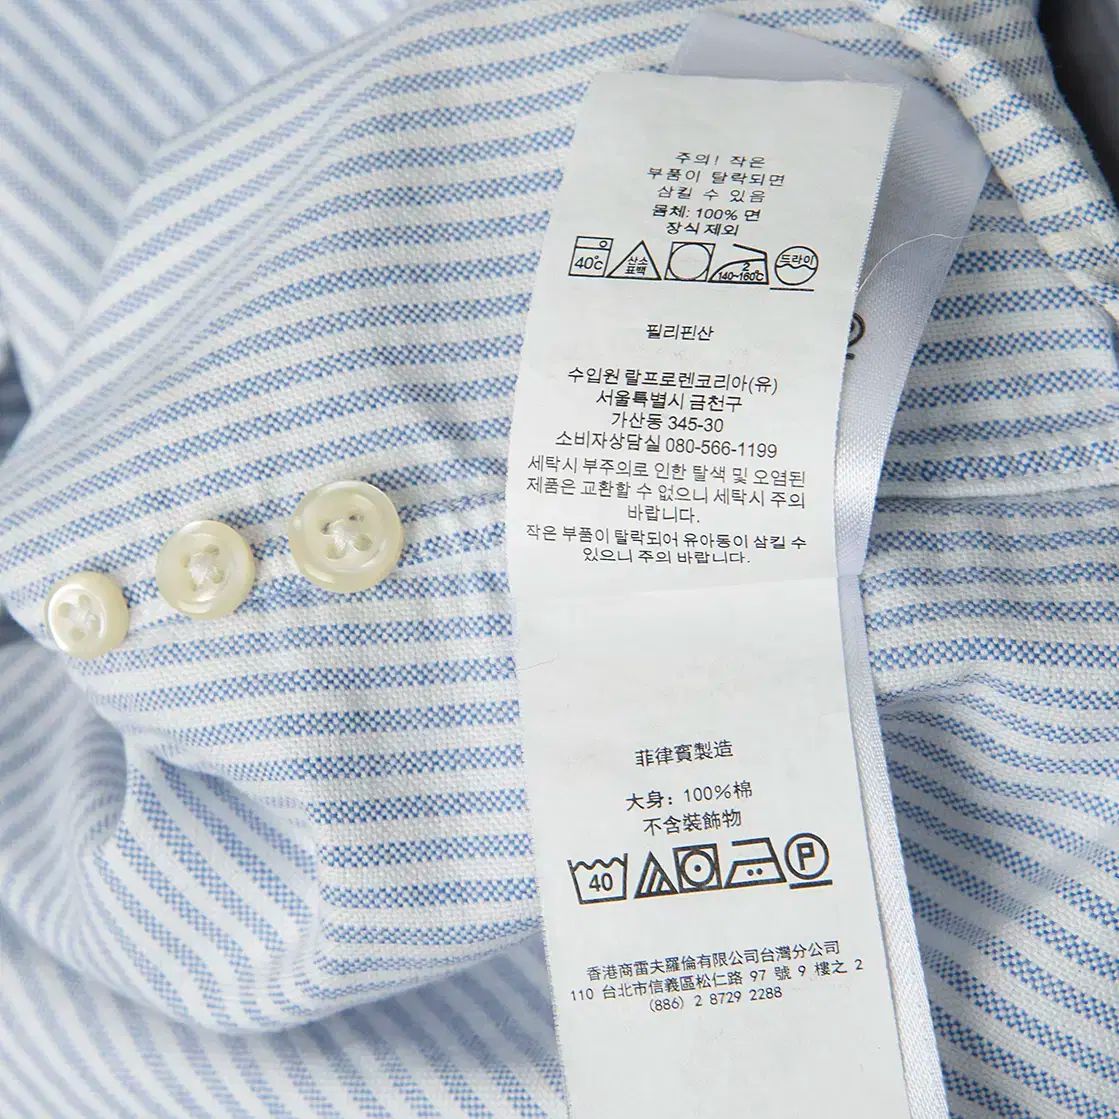 주의! 작은
부품이 탈락되면
삼킬 수 있음
몸체: 100% 면
장식 제외
40℃ 산소 표백 2 140~160℃ 드라이
필리핀산
수입원 랄프로렌코리아(유)
서울특별시 금천구
가산동 345-30
소비자상담실 080-566-1199
세탁시 부주의로 인한 탈색 및 오염된
제품은 교환할 수 없으니 세탁시 주의
바랍니다.
작은 부품이 탈락되어 유아동이 삼킬 수
있으니 주의 바랍니다.
菲律賓製造
大身：100%棉
不含裝飾物
40 P
香港商雷夫羅倫有限公司台灣分公司
110 台北市信義區松仁路 97 號 9 樓之 2
(886) 2 8729 2288